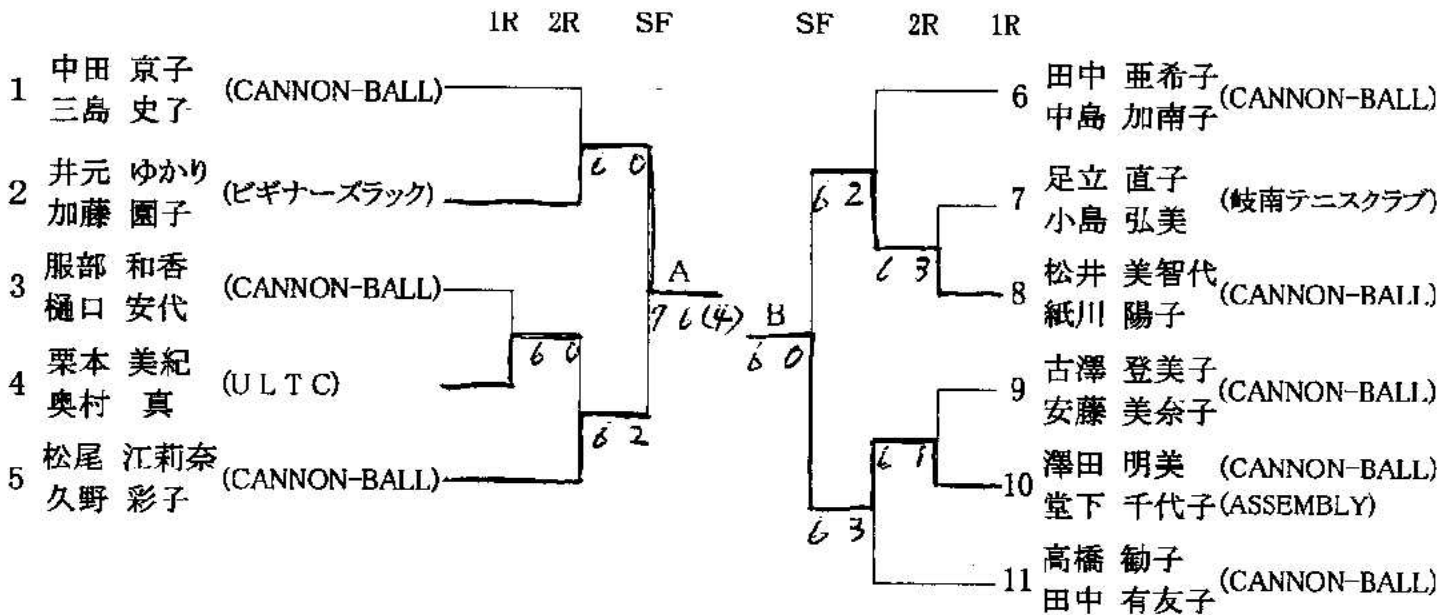 1R 2R SF SF 2R 1R
1 中田 京子 (CANNON-BALL)
三島 史子
2 井元 ゆかり (ビギナーズラック)
加藤 園子
6 0
3 服部 和香 (CANNON-BALL)
樋口 安代
A
7 6 (4)
4 栗本 美紀 (ULTC)
奥村 真
6 0
5 松尾 江莉奈 (CANNON-BALL)
久野 彩子
6 2
6 田中 亜希子 (CANNON-BALL)
中島 加南子
6 2
7 足立 直子 (岐南テニスクラブ)
小島 弘美
6 3
8 松井 美智代 (CANNON-BALL)
紙川 陽子
B
6 0
9 古澤 登美子 (CANNON-BALL)
安藤 美奈子
6 1
10 澤田 明美 (CANNON-BALL)
堂下 千代子 (ASSEMBLY)
6 3
11 高橋 勧子 (CANNON-BALL)
田中 有友子